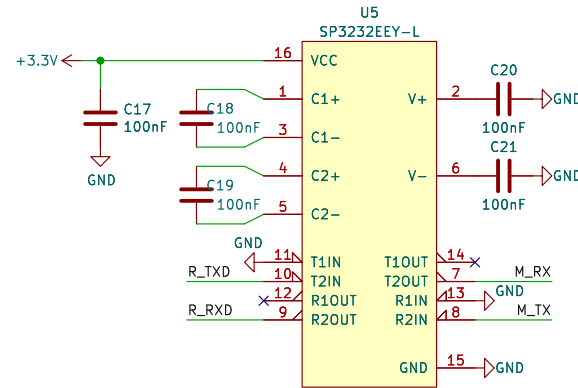 U5
SP3232EEY-L
+3.3V
16 VCC
C17
100nF
GND
1 C1+
C18
100nF
3 C1-
4 C2+
C19
100nF
5 C2-
V+ 2
C20
100nF
GND
V- 6
C21
100nF
GND
GND
11 T1IN
T1OUT 14
R_TXD
10 T2IN
T2OUT 7
M_RX
12 R1OUT
R1IN 13
GND
R_RXD
9 R2OUT
R2IN 8
M_TX
GND 15
GND